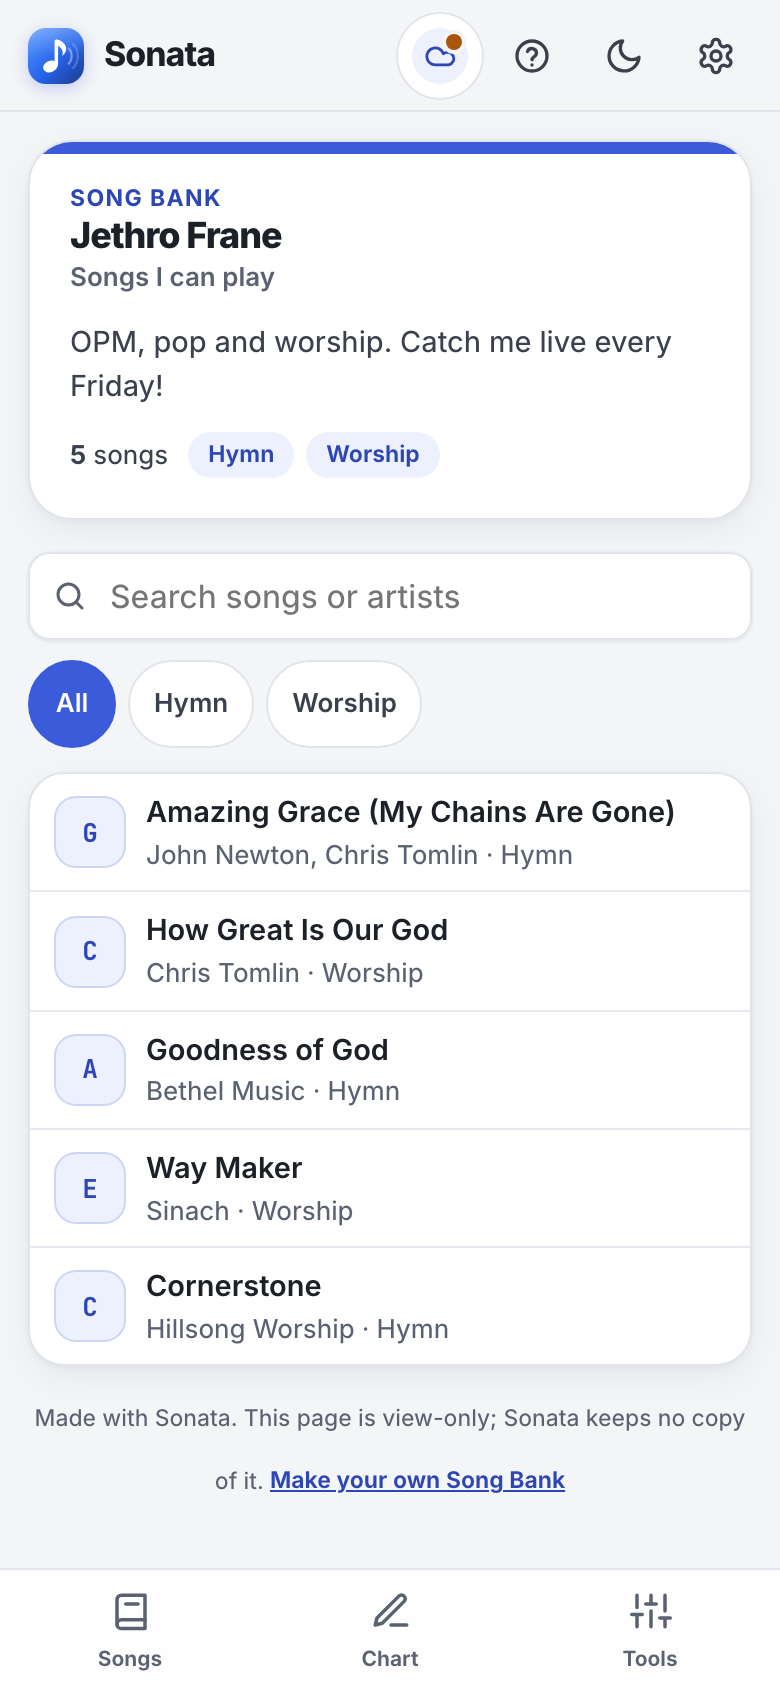 Sonata
SONG BANK
Jethro Frane
Songs I can play
OPM, pop and worship. Catch me live every
Friday!
5 songs Hymn Worship
Search songs or artists
All Hymn Worship
G Amazing Grace (My Chains Are Gone)
John Newton, Chris Tomlin · Hymn
C How Great Is Our God
Chris Tomlin · Worship
A Goodness of God
Bethel Music · Hymn
E Way Maker
Sinach · Worship
C Cornerstone
Hillsong Worship · Hymn
Made with Sonata. This page is view-only; Sonata keeps no copy
of it. Make your own Song Bank
Songs Chart Tools